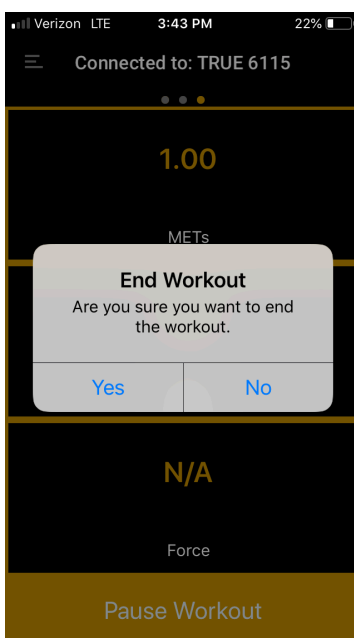 Verizon LTE 3:43 PM 22%
Connected to: TRUE 6115
1.00
METs
End Workout
Are you sure you want to end
the workout.
Yes No
N/A
Force
Pause Workout